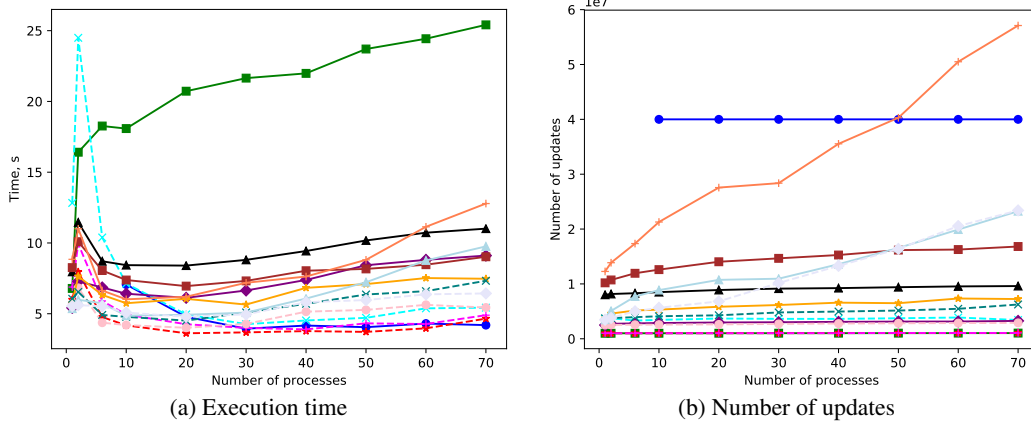 Time, s
25
20
15
10
5
0 10 20 30 40 50 60 70
Number of processes
(a) Execution time
1e7
Number of updates
6
5
4
3
2
1
0
0 10 20 30 40 50 60 70
Number of processes
(b) Number of updates